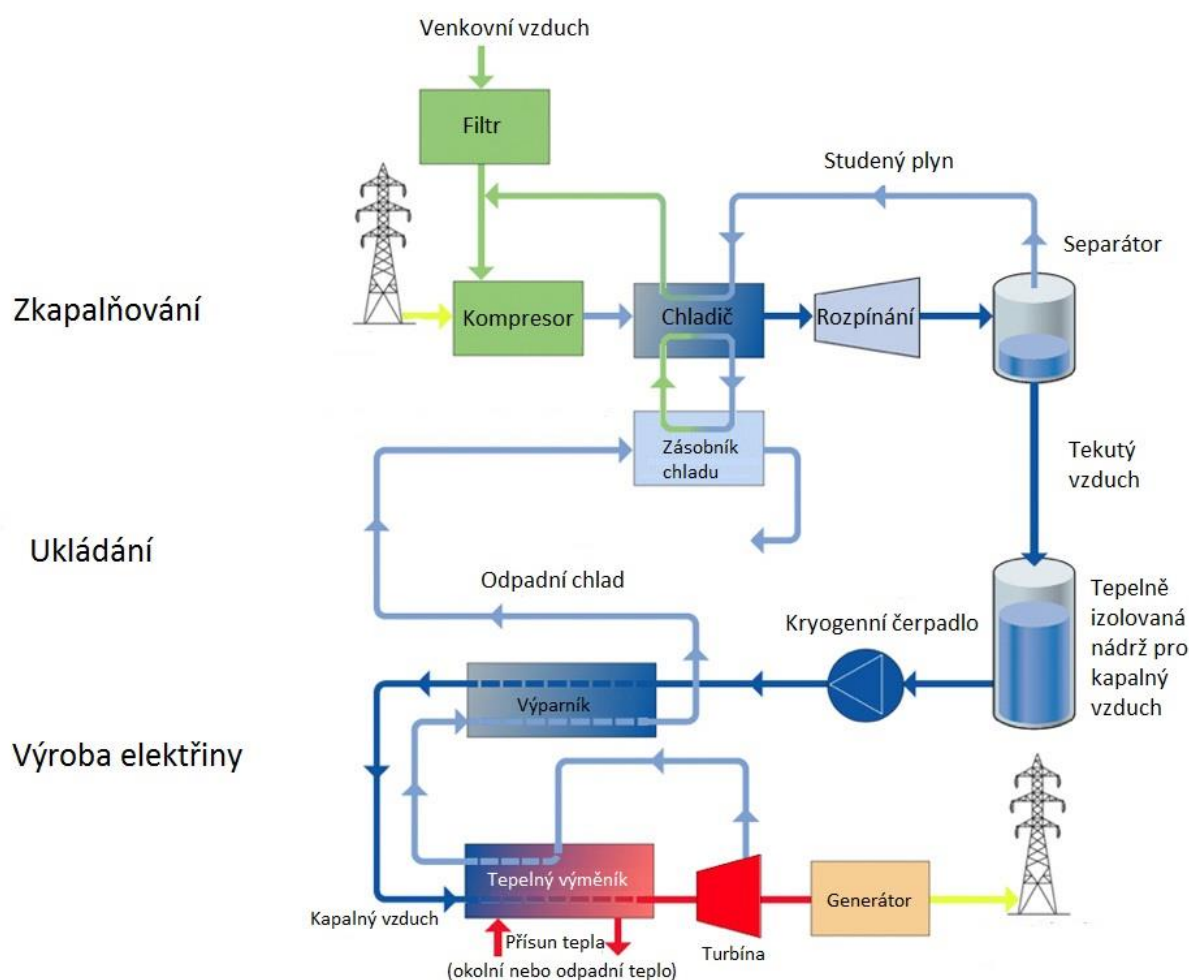 Venkovní vzduch
Filtr
Studený plyn
Separátor
Zkapalňování
Kompresor
Chladič
Rozpínání
Zásobník
chladu
Tekutý
vzduch
Ukládání
Odpadní chlad
Kryogenní čerpadlo
Tepelně
izolovaná
nádrž pro
kapalný
vzduch
Výparník
Výroba elektřiny
Tepelný výměník
Generátor
Kapalný vzduch
Přísun tepla
(okolní nebo odpadní teplo)
Turbína